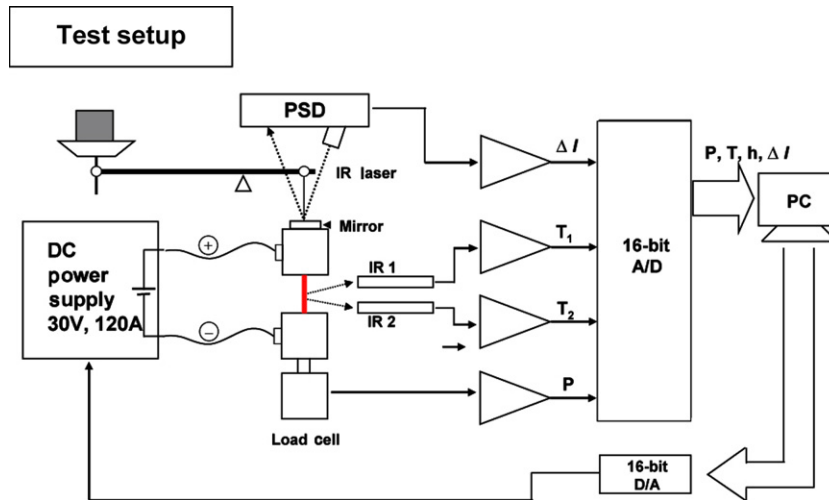 Test setup
PSD
IR laser
Δ l
P, T, h, Δ l
PC
Mirror
DC
power
supply
30V, 120A
+
−
IR 1
IR 2
T1
T2
P
16-bit
A/D
Load cell
16-bit
D/A